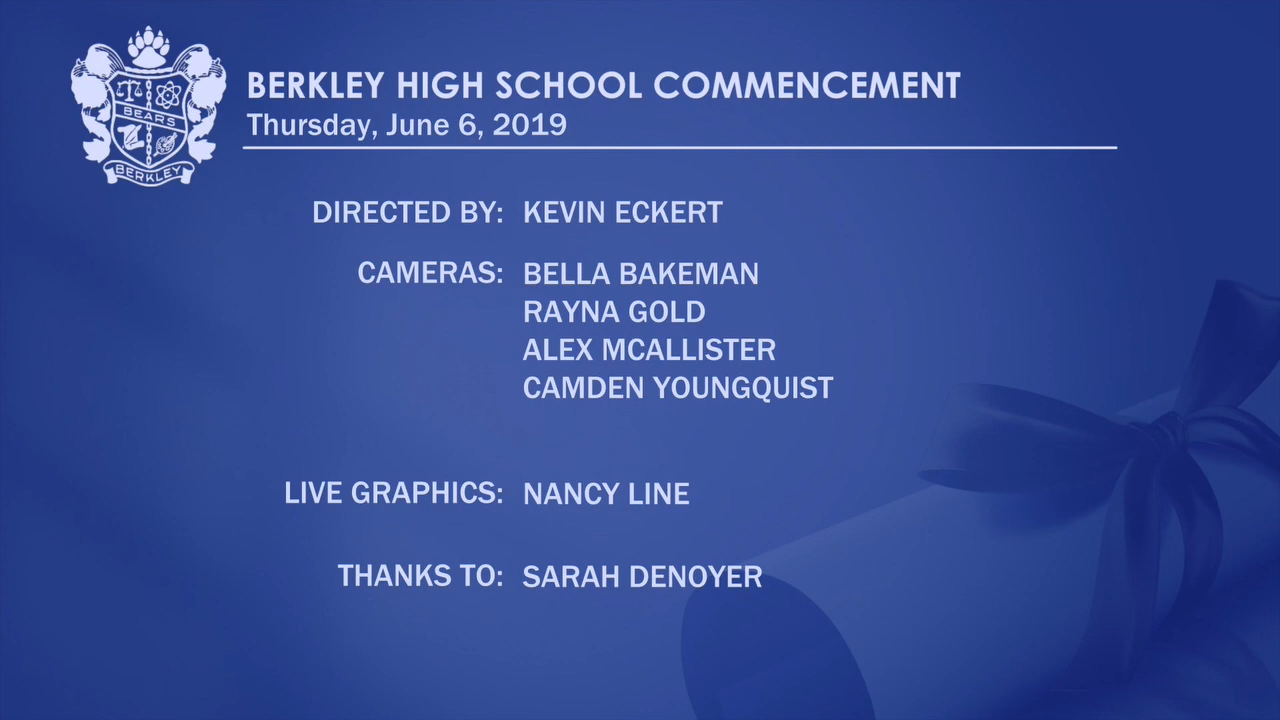 BERKLEY HIGH SCHOOL COMMENCEMENT
Thursday, June 6, 2019
BEARS
BERKLEY
DIRECTED BY: KEVIN ECKERT
CAMERAS: BELLA BAKEMAN
RAYNA GOLD
ALEX MCALLISTER
CAMDEN YOUNGQUIST
LIVE GRAPHICS: NANCY LINE
THANKS TO: SARAH DENOYER